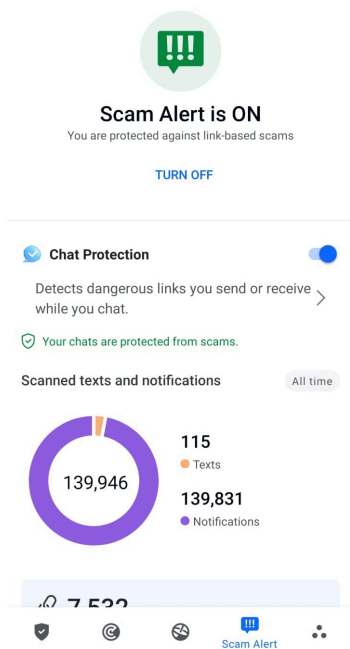 Scam Alert is ON
You are protected against link-based scams
TURN OFF
Chat Protection
Detects dangerous links you send or receive
while you chat.
Your chats are protected from scams.
Scanned texts and notifications
All time
139,946
115
Texts
139,831
Notifications
7,532
Scam Alert